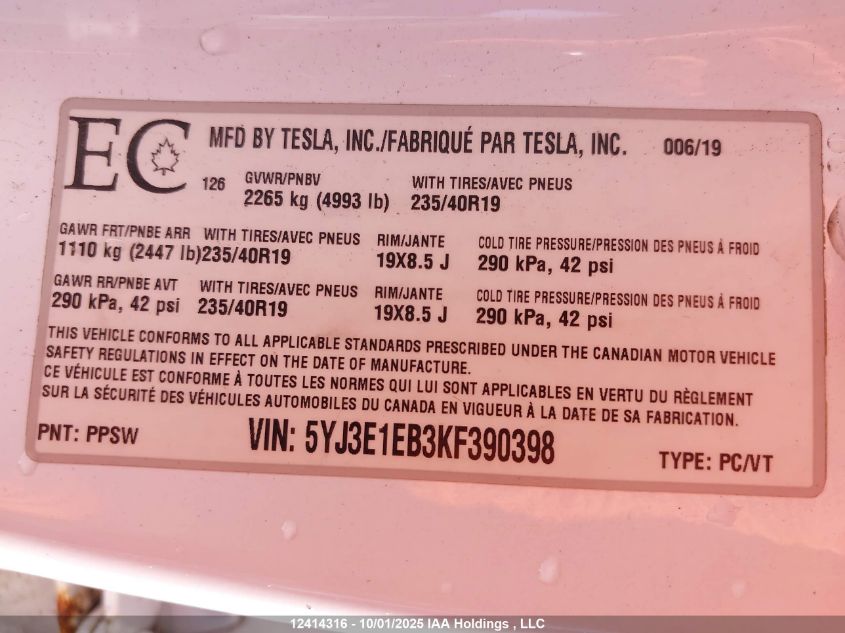 EC MFD BY TESLA, INC./FABRIQUÉ PAR TESLA, INC. 006/19
126 GVWR/PNBV WITH TIRES/AVEC PNEUS
2265 kg (4993 lb) 235/40R19
GAWR FRT/PNBE ARR WITH TIRES/AVEC PNEUS RIM/JANTE COLD TIRE PRESSURE/PRESSION DES PNEUS À FROID
1110 kg (2447 lb) 235/40R19 19X8.5 J 290 kPa, 42 psi
GAWR RR/PNBE AVT WITH TIRES/AVEC PNEUS RIM/JANTE COLD TIRE PRESSURE/PRESSION DES PNEUS À FROID
290 kPa, 42 psi 235/40R19 19X8.5 J 290 kPa, 42 psi
THIS VEHICLE CONFORMS TO ALL APPLICABLE STANDARDS PRESCRIBED UNDER THE CANADIAN MOTOR VEHICLE
SAFETY REGULATIONS IN EFFECT ON THE DATE OF MANUFACTURE.
CE VÉHICULE EST CONFORME À TOUTES LES NORMES QUI LUI SONT APPLICABLES EN VERTU DU RÈGLEMENT
SUR LA SÉCURITÉ DES VÉHICULES AUTOMOBILES DU CANADA EN VIGUEUR À LA DATE DE SA FABRICATION.
PNT: PPSW VIN: 5YJ3E1EB3KF390398 TYPE: PC/VT
12414316 - 10/01/2025 IAA Holdings , LLC